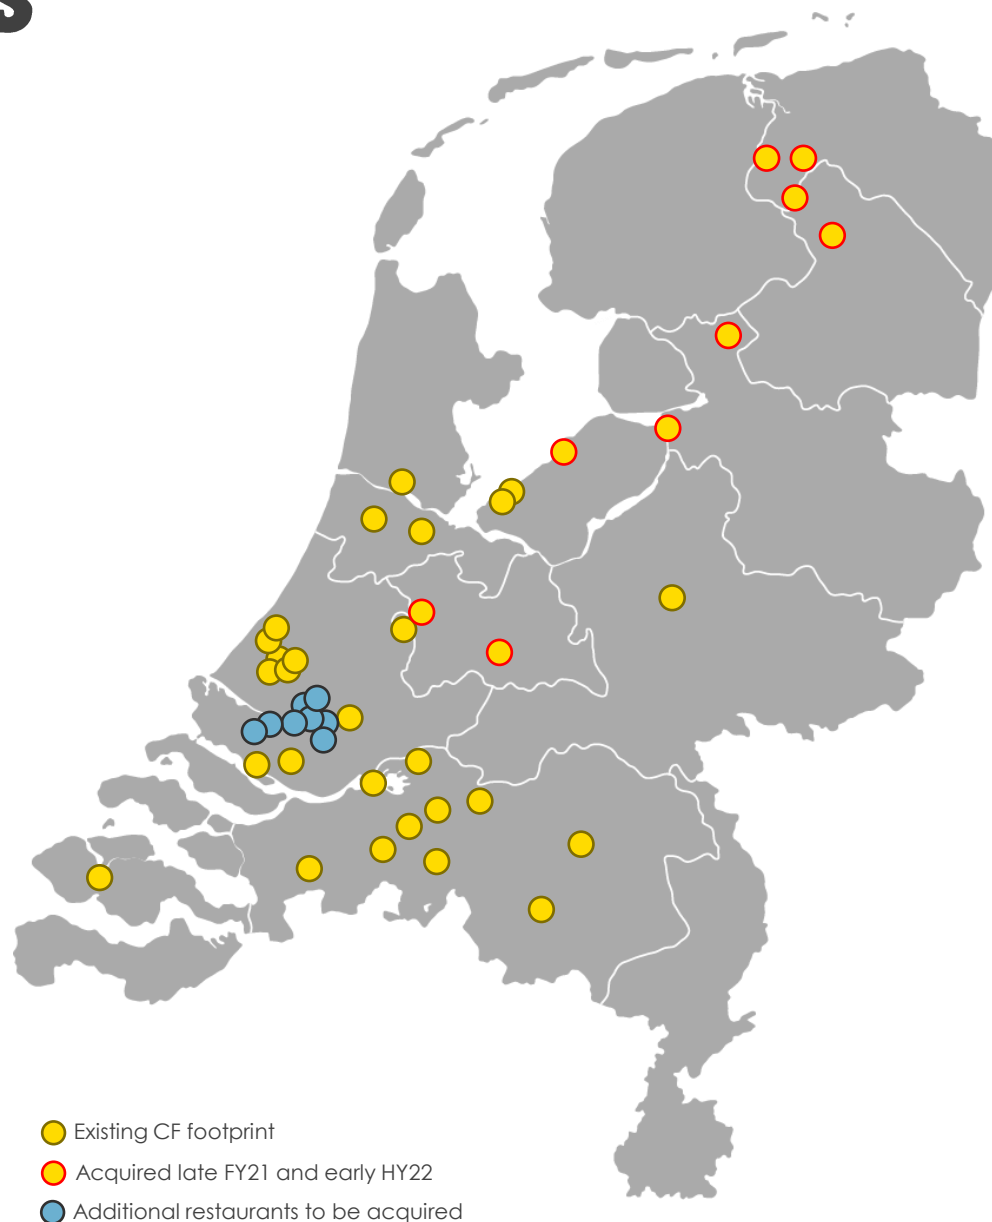 s
Existing CF footprint
Acquired late FY21 and early HY22
Additional restaurants to be acquired